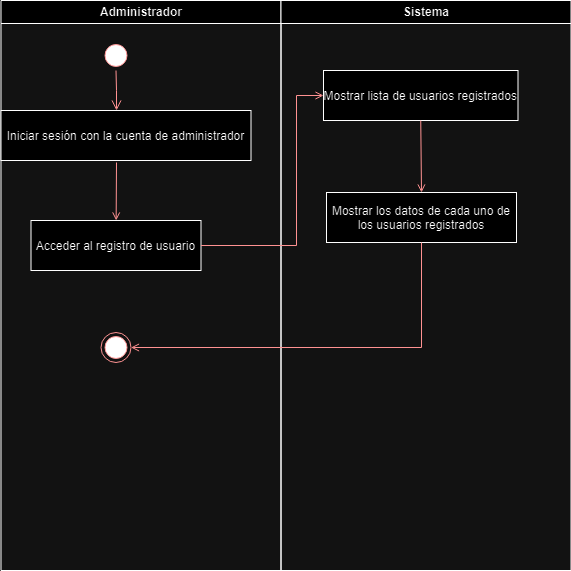 Administrador
Sistema
Iniciar sesión con la cuenta de administrador
Acceder al registro de usuario
Mostrar lista de usuarios registrados
Mostrar los datos de cada uno de
los usuarios registrados